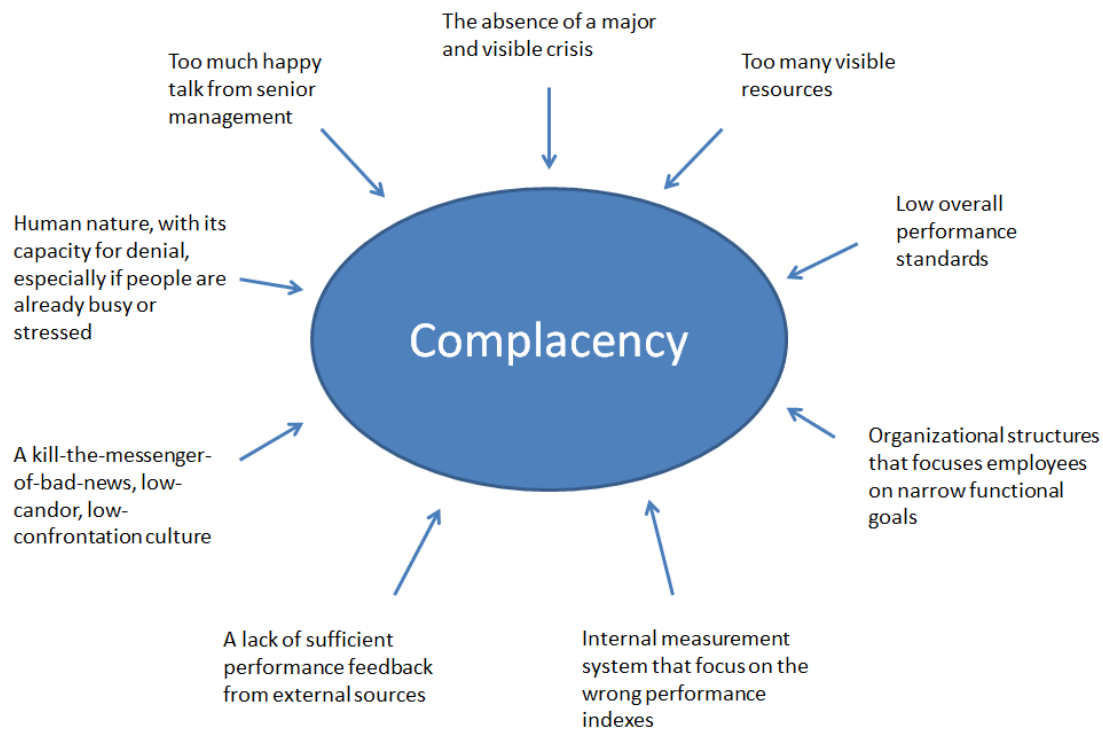 The absence of a major
and visible crisis
Too many visible
resources
Low overall
performance
standards
Organizational structures
that focuses employees
on narrow functional
goals
Internal measurement
system that focus on the
wrong performance
indexes
A lack of sufficient
performance feedback
from external sources
A kill-the-messenger-
of-bad-news, low-
candor, low-
confrontation culture
Human nature, with its
capacity for denial,
especially if people are
already busy or
stressed
Too much happy
talk from senior
management
Complacency